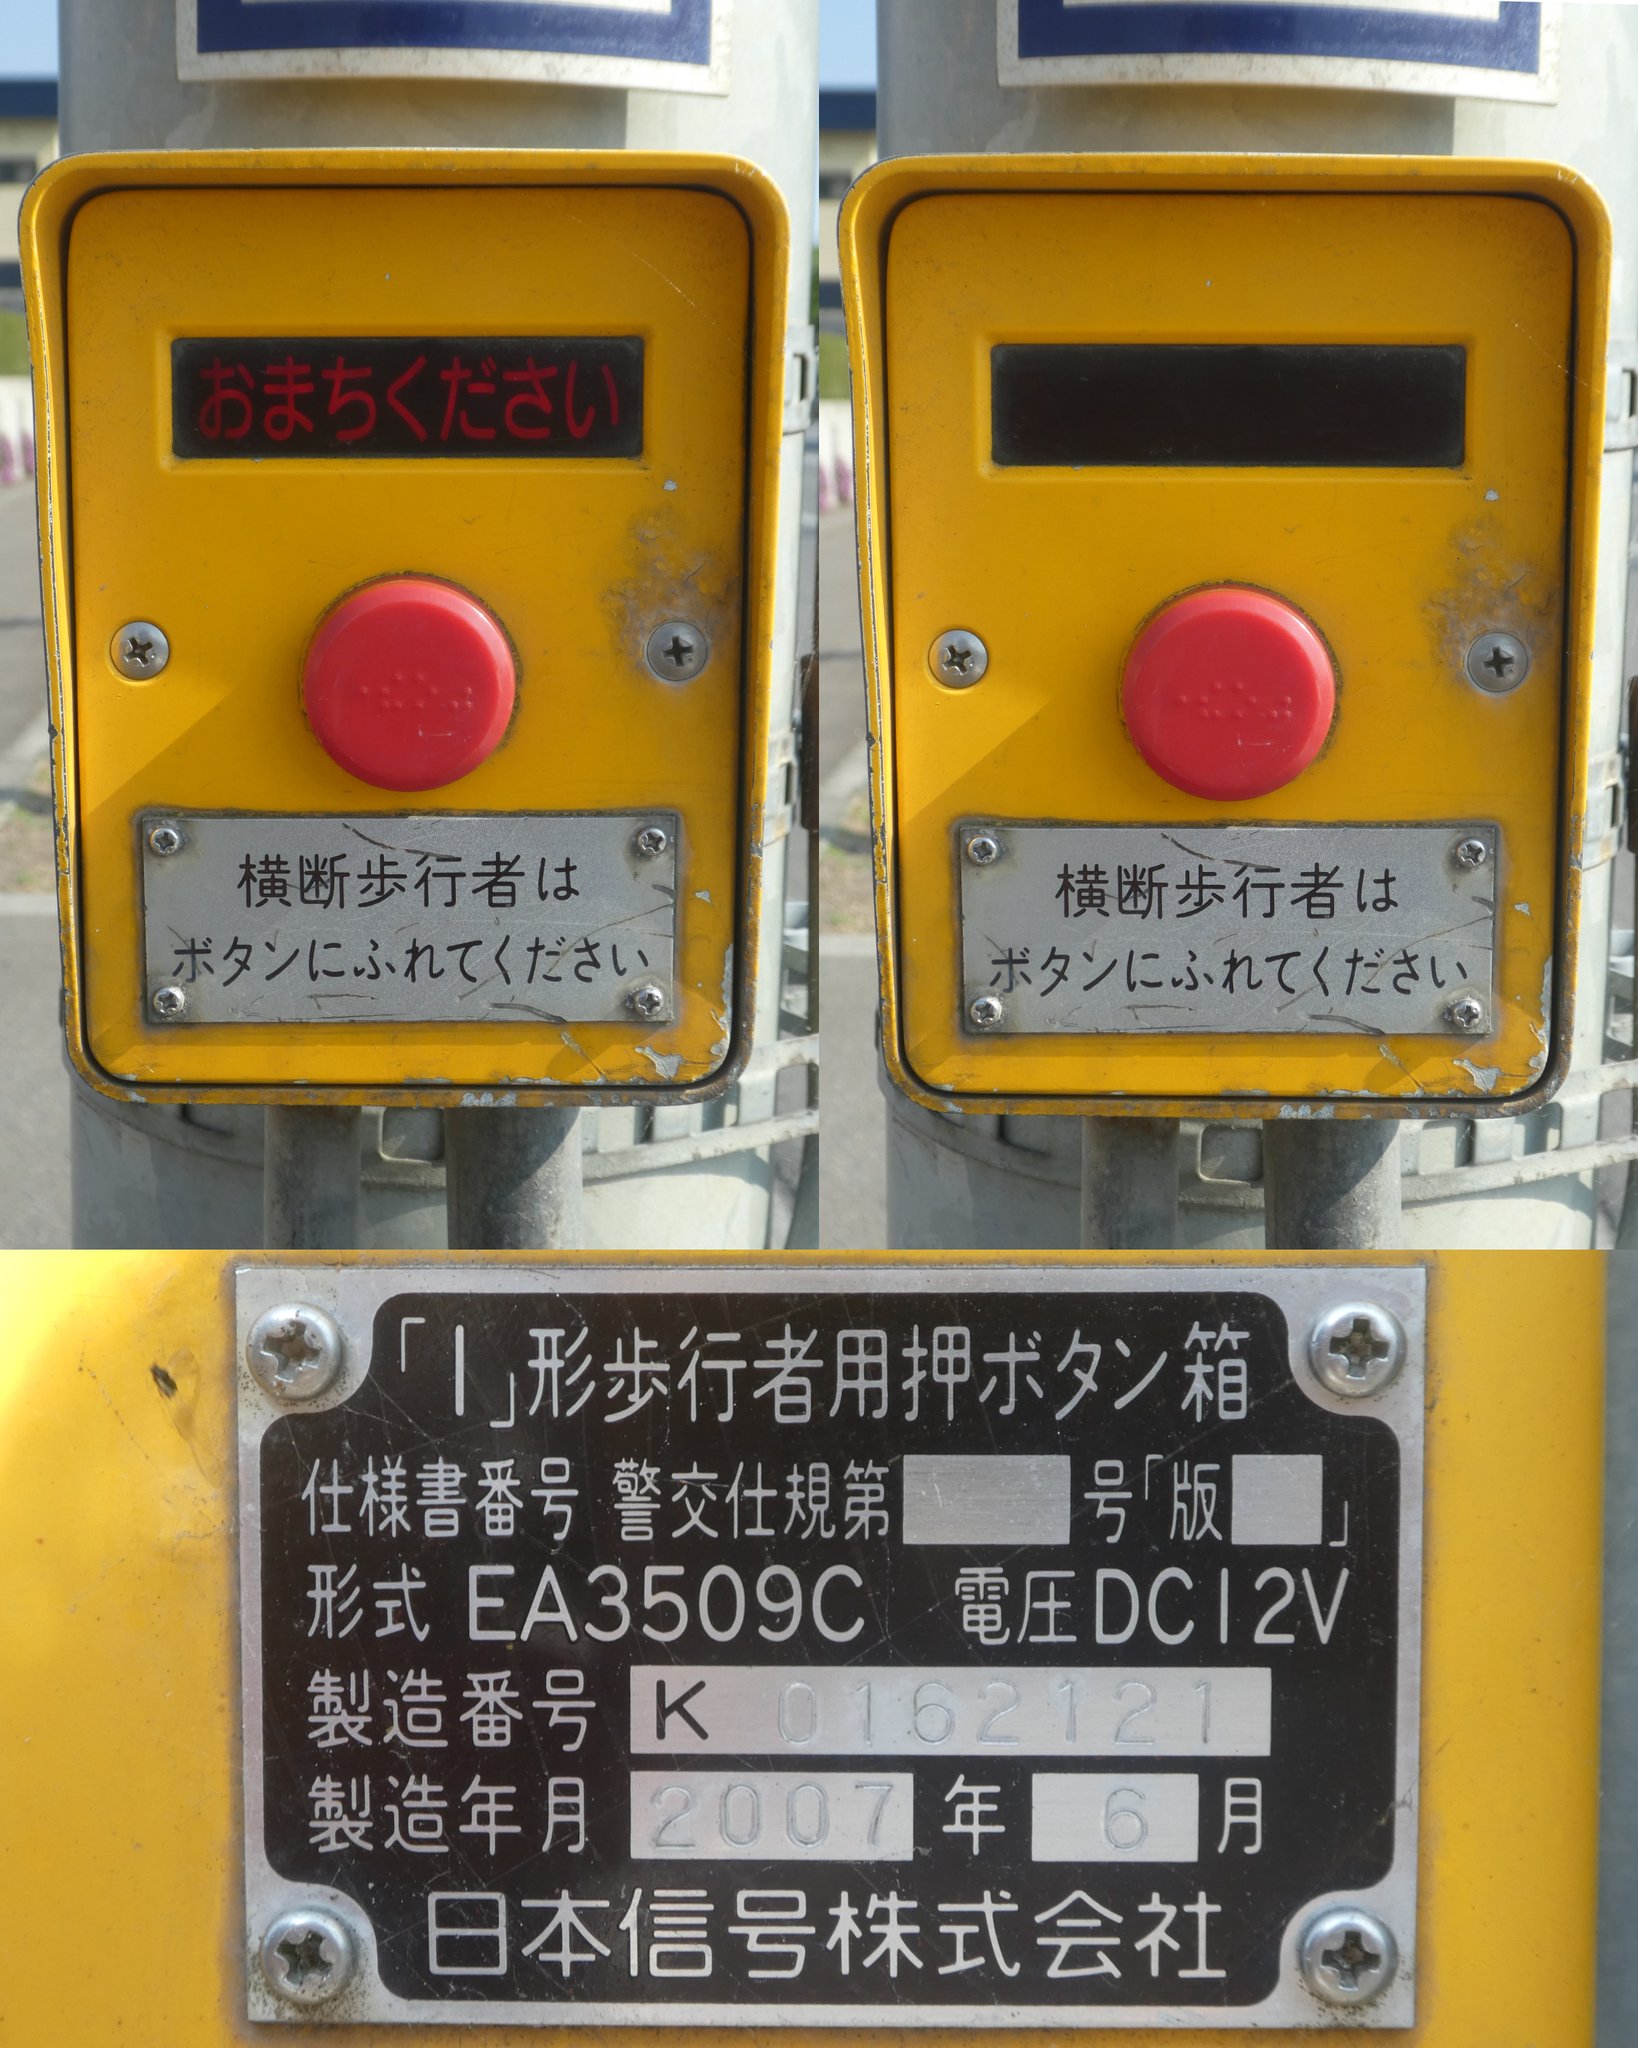 おまちください
横断歩行者は
ボタンにふれてください
横断歩行者は
ボタンにふれてください
「I」形歩行者用押ボタン箱
仕様書番号 警交仕規第 号「版 」
形式 EA3509C 電圧DC12V
製造番号 K 0162121
製造年月 2007年6月
日本信号株式会社